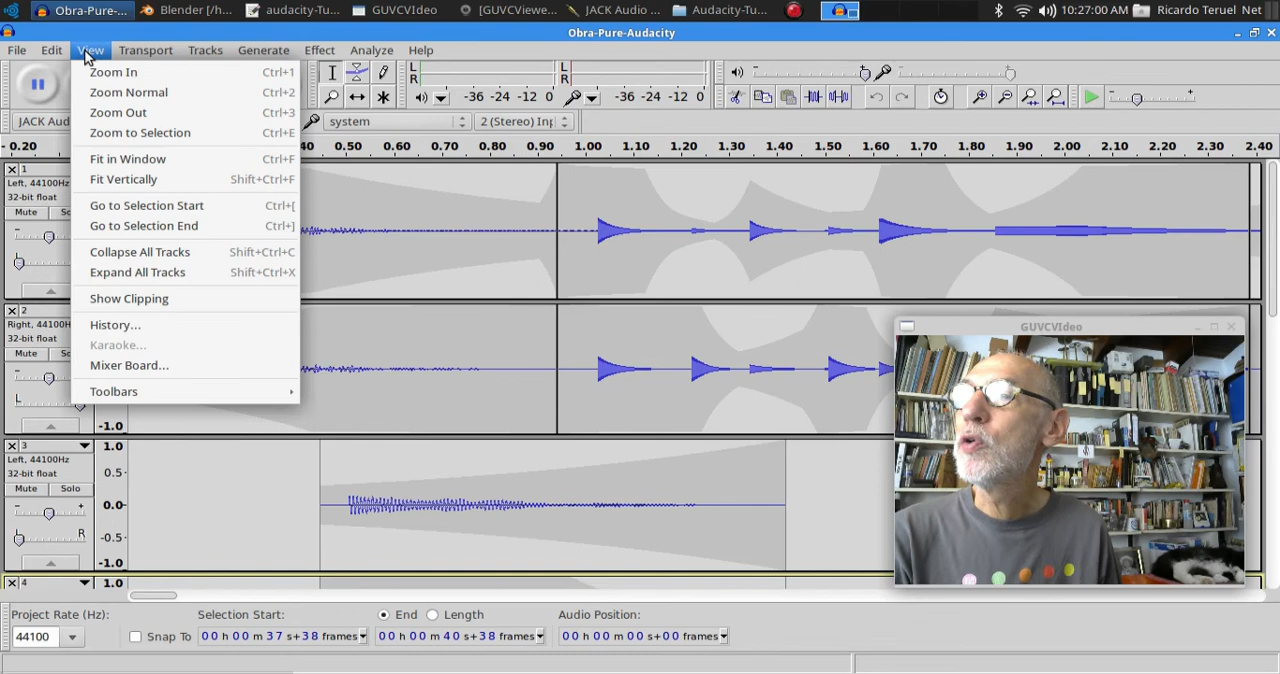 Obra-Pure-...
Blender [/h...
audacity-Tu...
GUVCVIdeo
[GUVCViewe...
JACK Audio ...
Audacity-Tu...
10:27:00 AM
Ricardo Teruel Net
Obra-Pure-Audacity
File Edit View Transport Tracks Generate Effect Analyze Help
Zoom In Ctrl+1
Zoom Normal Ctrl+2
Zoom Out Ctrl+3
Zoom to Selection Ctrl+E
Fit in Window Ctrl+F
Fit Vertically Shift+Ctrl+F
Go to Selection Start Ctrl+[
Go to Selection End Ctrl+]
Collapse All Tracks Shift+Ctrl+C
Expand All Tracks Shift+Ctrl+X
Show Clipping
History...
Karaoke...
Mixer Board...
Toolbars
L
R
-36 -24 -12 0
L
R
-36 -24 -12 0
JACK Aud
system
2 (Stereo) Inp
- 0.20
40 0.50 0.60 0.70 0.80 0.90 1.00 1.10 1.20 1.30 1.40 1.50 1.60 1.70 1.80 1.90 2.00 2.10 2.20 2.30 2.40
1
Left, 44100Hz
32-bit float
Mute So
2
Right, 44100Hz
32-bit float
Mute So
L
-1.0
3 1.0
Left, 44100Hz
32-bit float 0.5
Mute Solo
- + 0.0
R -0.5
-1.0
4 1.0
GUVCVIdeo
Project Rate (Hz): Selection Start: End Length Audio Position:
44100 Snap To 00 h 00 m 37 s+38 frames 00 h 00 m 40 s+38 frames 00 h 00 m 00 s+00 frames